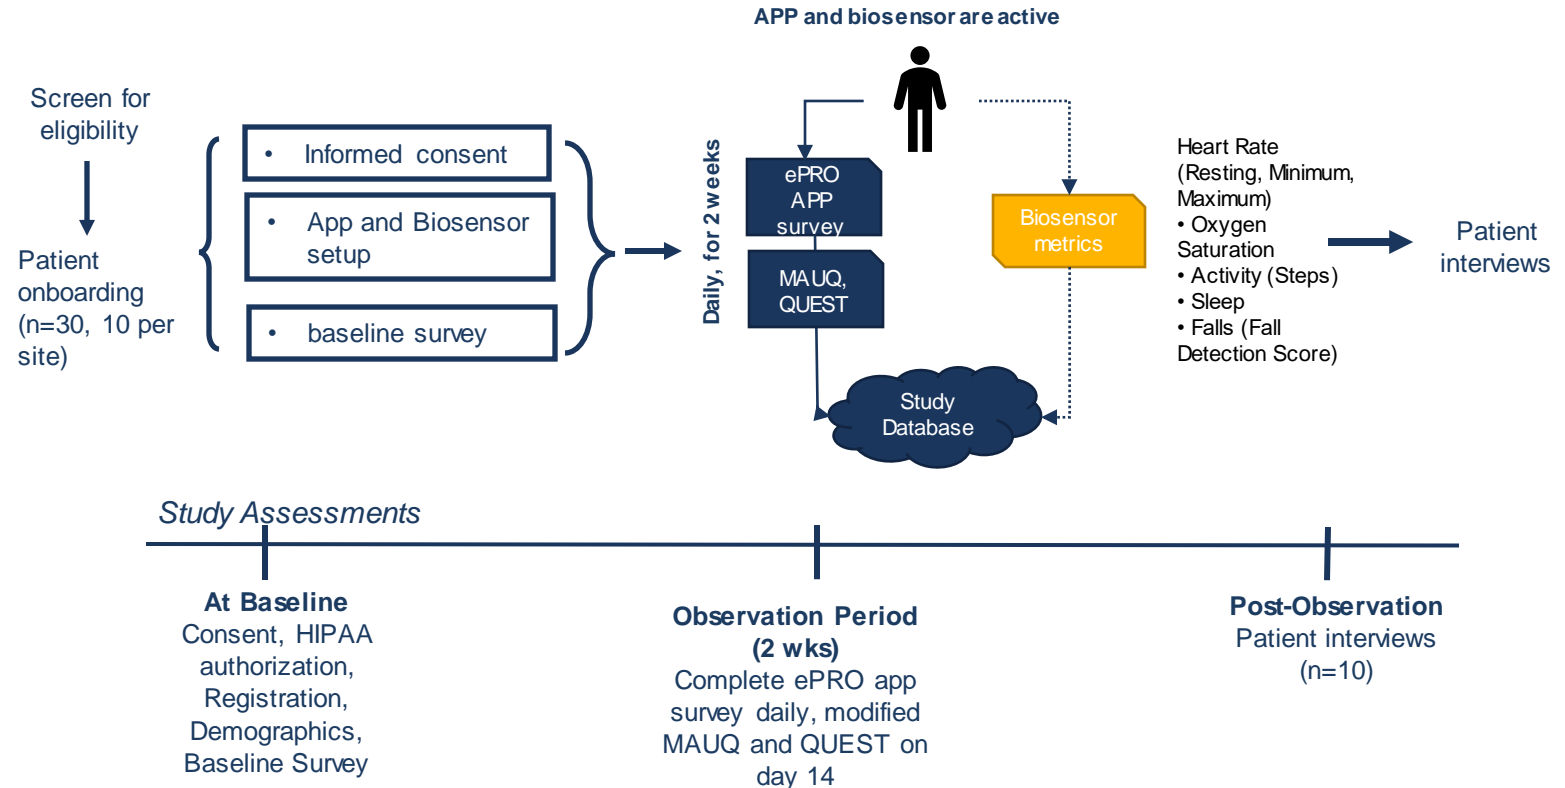 APP and biosensor are active
Screen for
eligibility
Patient
onboarding
(n=30, 10 per
site)
• Informed consent
• App and Biosensor
setup
• baseline survey
Daily, for 2 weeks
ePRO
APP
survey
MAUQ,
QUEST
Biosensor
metrics
Study
Database
Heart Rate
(Resting, Minimum,
Maximum)
• Oxygen
Saturation
• Activity (Steps)
• Sleep
• Falls (Fall
Detection Score)
Patient
interviews
Study Assessments
At Baseline
Consent, HIPAA
authorization,
Registration,
Demographics,
Baseline Survey
Observation Period
(2 wks)
Complete ePRO app
survey daily, modified
MAUQ and QUEST on
day 14
Post-Observation
Patient interviews
(n=10)